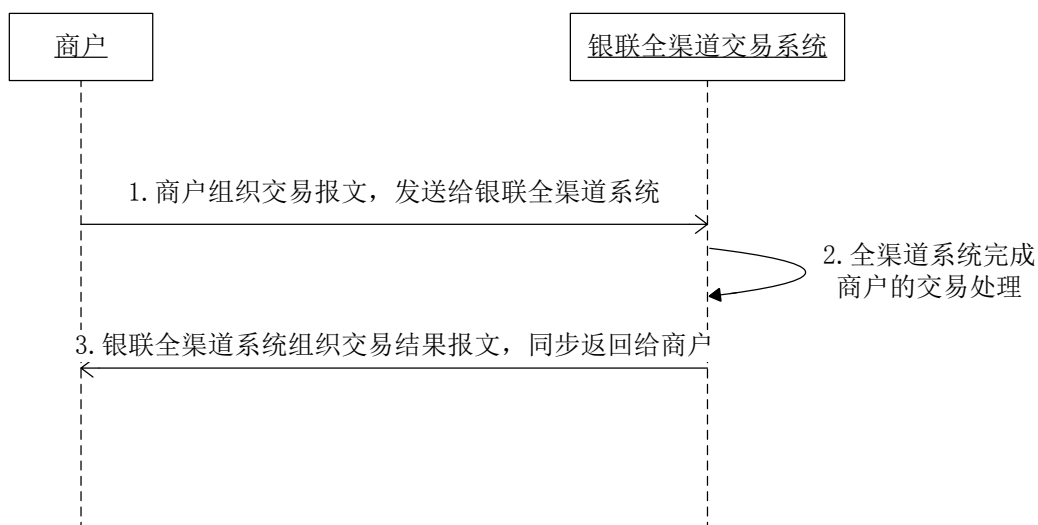 商户
银联全渠道交易系统
1.商户组织交易报文，发送给银联全渠道系统
2.全渠道系统完成
商户的交易处理
3.银联全渠道系统组织交易结果报文，同步返回给商户